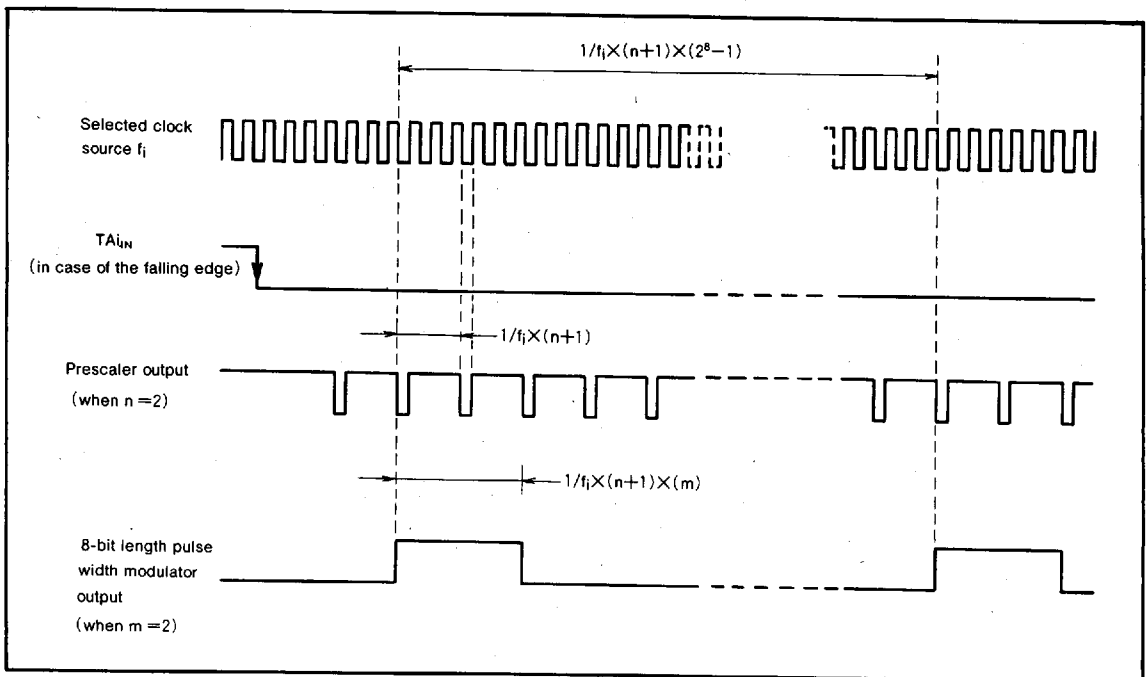 1/fᵢ×(n+1)×(2⁸−1)
Selected clock
source fᵢ
TAiᵢₙ
(in case of the falling edge)
1/fᵢ×(n+1)
Prescaler output
(when n=2)
1/fᵢ×(n+1)×(m)
8-bit length pulse
width modulator
output
(when m=2)